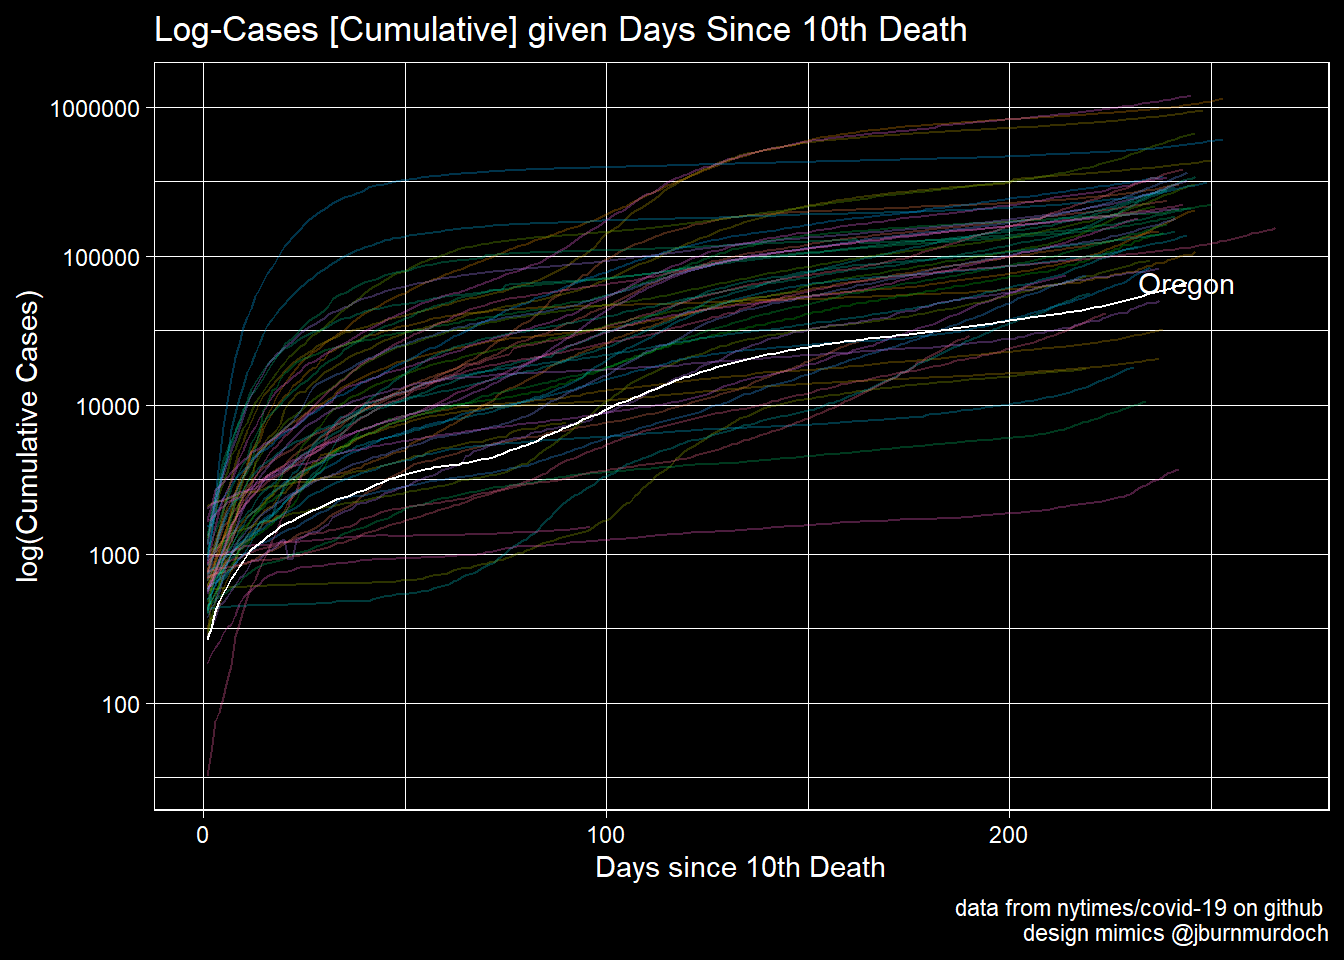 Log-Cases [Cumulative] given Days Since 10th Death
1000000
100000
10000
1000
100
log(Cumulative Cases)
Oregon
0
100
200
Days since 10th Death
data from nytimes/covid-19 on github
design mimics @jburnmurdoch